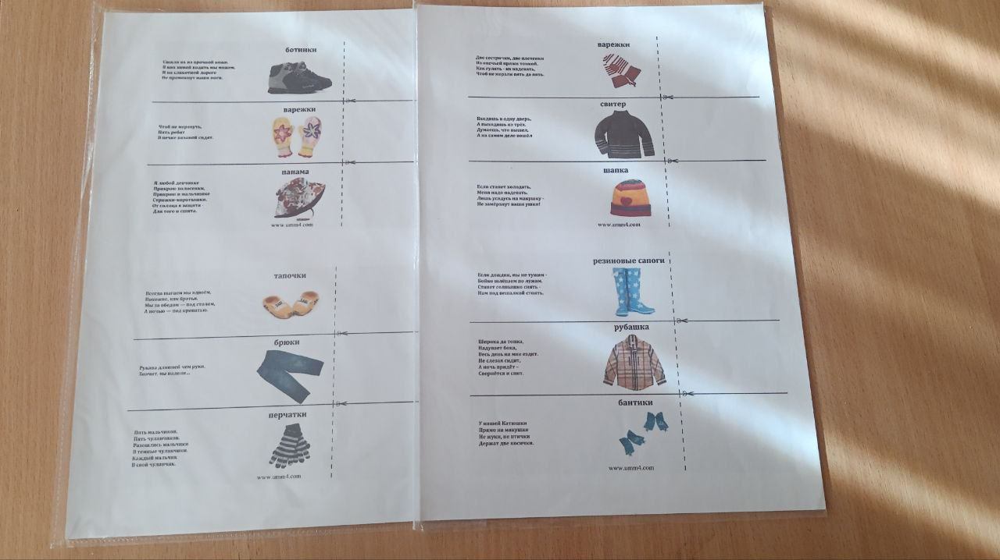 ботинки
Сшили их из прочной кожи.
В них зимой ходить мы можем.
И на слякотной дороге
Не промокнут наши ноги.
варежки
Чтоб не мерзнуть,
Пять ребят
В печке вязаной сидят.
панама
Я любой девчонке
Прикрою волосенки,
Прикрою и мальчишке
Стрижки-коротышки.
От солнца я защита -
Для того и сшита.
www.umm4.com
тапочки
Всегда шагаем мы вдвоём,
Похожие, как братья.
Мы за обедом — под столом,
А ночью — под кроватью.
брюки
Рукава длинней чем руки.
Значит, вы надели...
перчатки
Пять мальчиков,
Пять чуланчиков.
Разошлись мальчики
В темные чуланчики.
Каждый мальчик
В свой чуланчик.
www.umm4.com
варежки
Две сестрички, две плетенки
Из овечьей пряжи тонкой.
Как гулять - их надевать,
Чтоб не мерзли пять да пять.
свитер
Входишь в одну дверь,
А выходишь из трёх.
Думаешь, что вышел,
А на самом деле вошёл
шапка
Если станет холодать,
Меня надо надевать.
Лишь усядусь на макушку -
Не замёрзнут ваши ушки!
www.umm4.com
резиновые сапоги
Если дождик, мы не тужим -
Бойко шлёпаем по лужам.
Станет солнышко сиять -
Нам под вешалкой стоять.
рубашка
Широка да тонка,
Надувает бока,
Весь день на мне ездит.
Не слезая сидит,
А ночь придёт –
Свернётся и спит.
бантики
У нашей Катюшки
Прямо на макушке
Не жуки, не птички
Держат две косички.
www.umm4.com